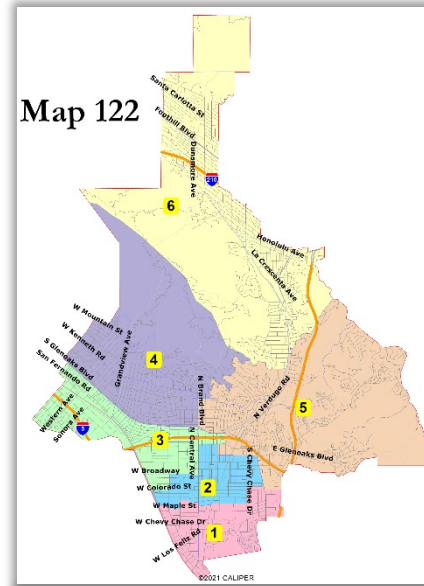 Map 122
Santa Carlotta St
Foothill Blvd
Dunsmore Ave
210
6
Honolulu Ave
La Crescenta Ave
W Mountain St
W Kenneth Rd
S Glenoaks Blvd
San Fernando Rd
Grandview Ave
4
N Brand Blvd
N Verdugo Rd
5
Western Ave
Sonora Ave
5
3
N Central Ave
S Chevy Chase Dr
E Glenoaks Blvd
W Broadway
W Colorado St
2
W Maple St
W Chevy Chase Dr
1
W Los Feliz Rd
©2021 CALIPER